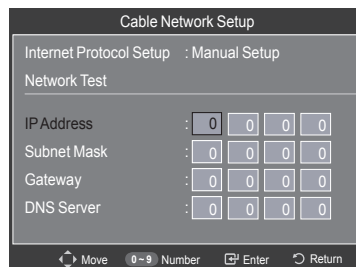 Cable Network Setup
Internet Protocol Setup : Manual Setup
Network Test
IP Address : 0 0 0 0
Subnet Mask : 0 0 0 0
Gateway : 0 0 0 0
DNS Server : 0 0 0 0
Move 0~9 Number Enter Return